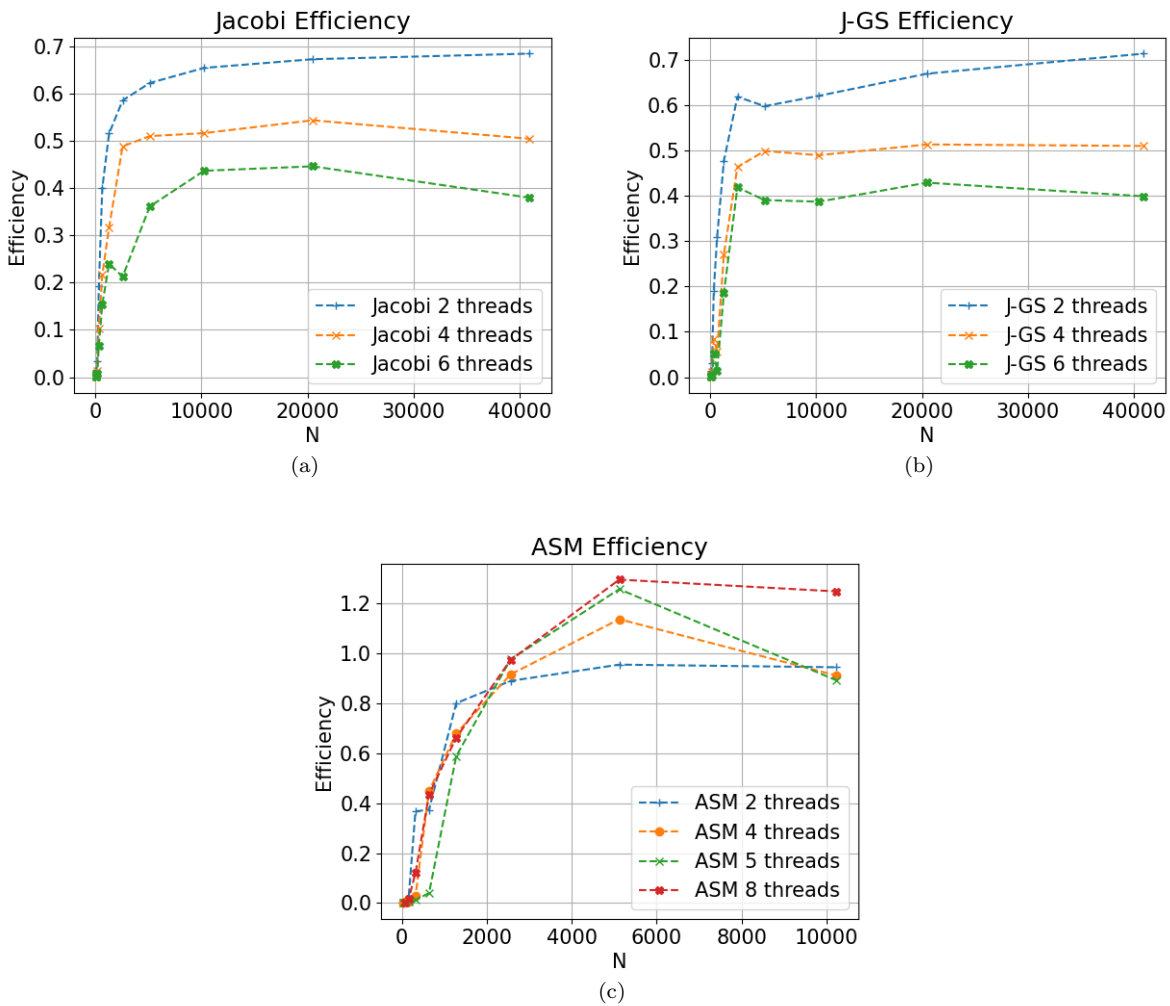 Jacobi Efficiency
0.7
0.6
0.5
0.4
0.3
0.2
0.1
0.0
Efficiency
Jacobi 2 threads
Jacobi 4 threads
Jacobi 6 threads
0 10000 20000 30000 40000
N
(a)
J-GS Efficiency
0.7
0.6
0.5
0.4
0.3
0.2
0.1
0.0
Efficiency
J-GS 2 threads
J-GS 4 threads
J-GS 6 threads
0 10000 20000 30000 40000
N
(b)
ASM Efficiency
1.2
1.0
0.8
0.6
0.4
0.2
0.0
Efficiency
ASM 2 threads
ASM 4 threads
ASM 5 threads
ASM 8 threads
0 2000 4000 6000 8000 10000
N
(c)